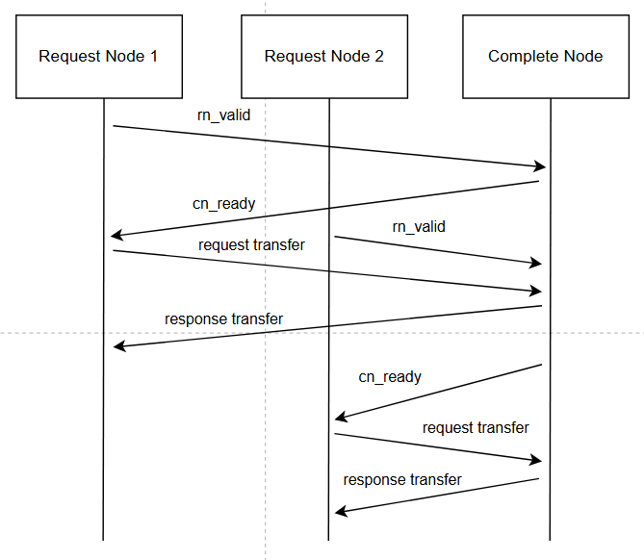 Request Node 1
Request Node 2
Complete Node
rn_valid
cn_ready
rn_valid
request transfer
response transfer
cn_ready
request transfer
response transfer